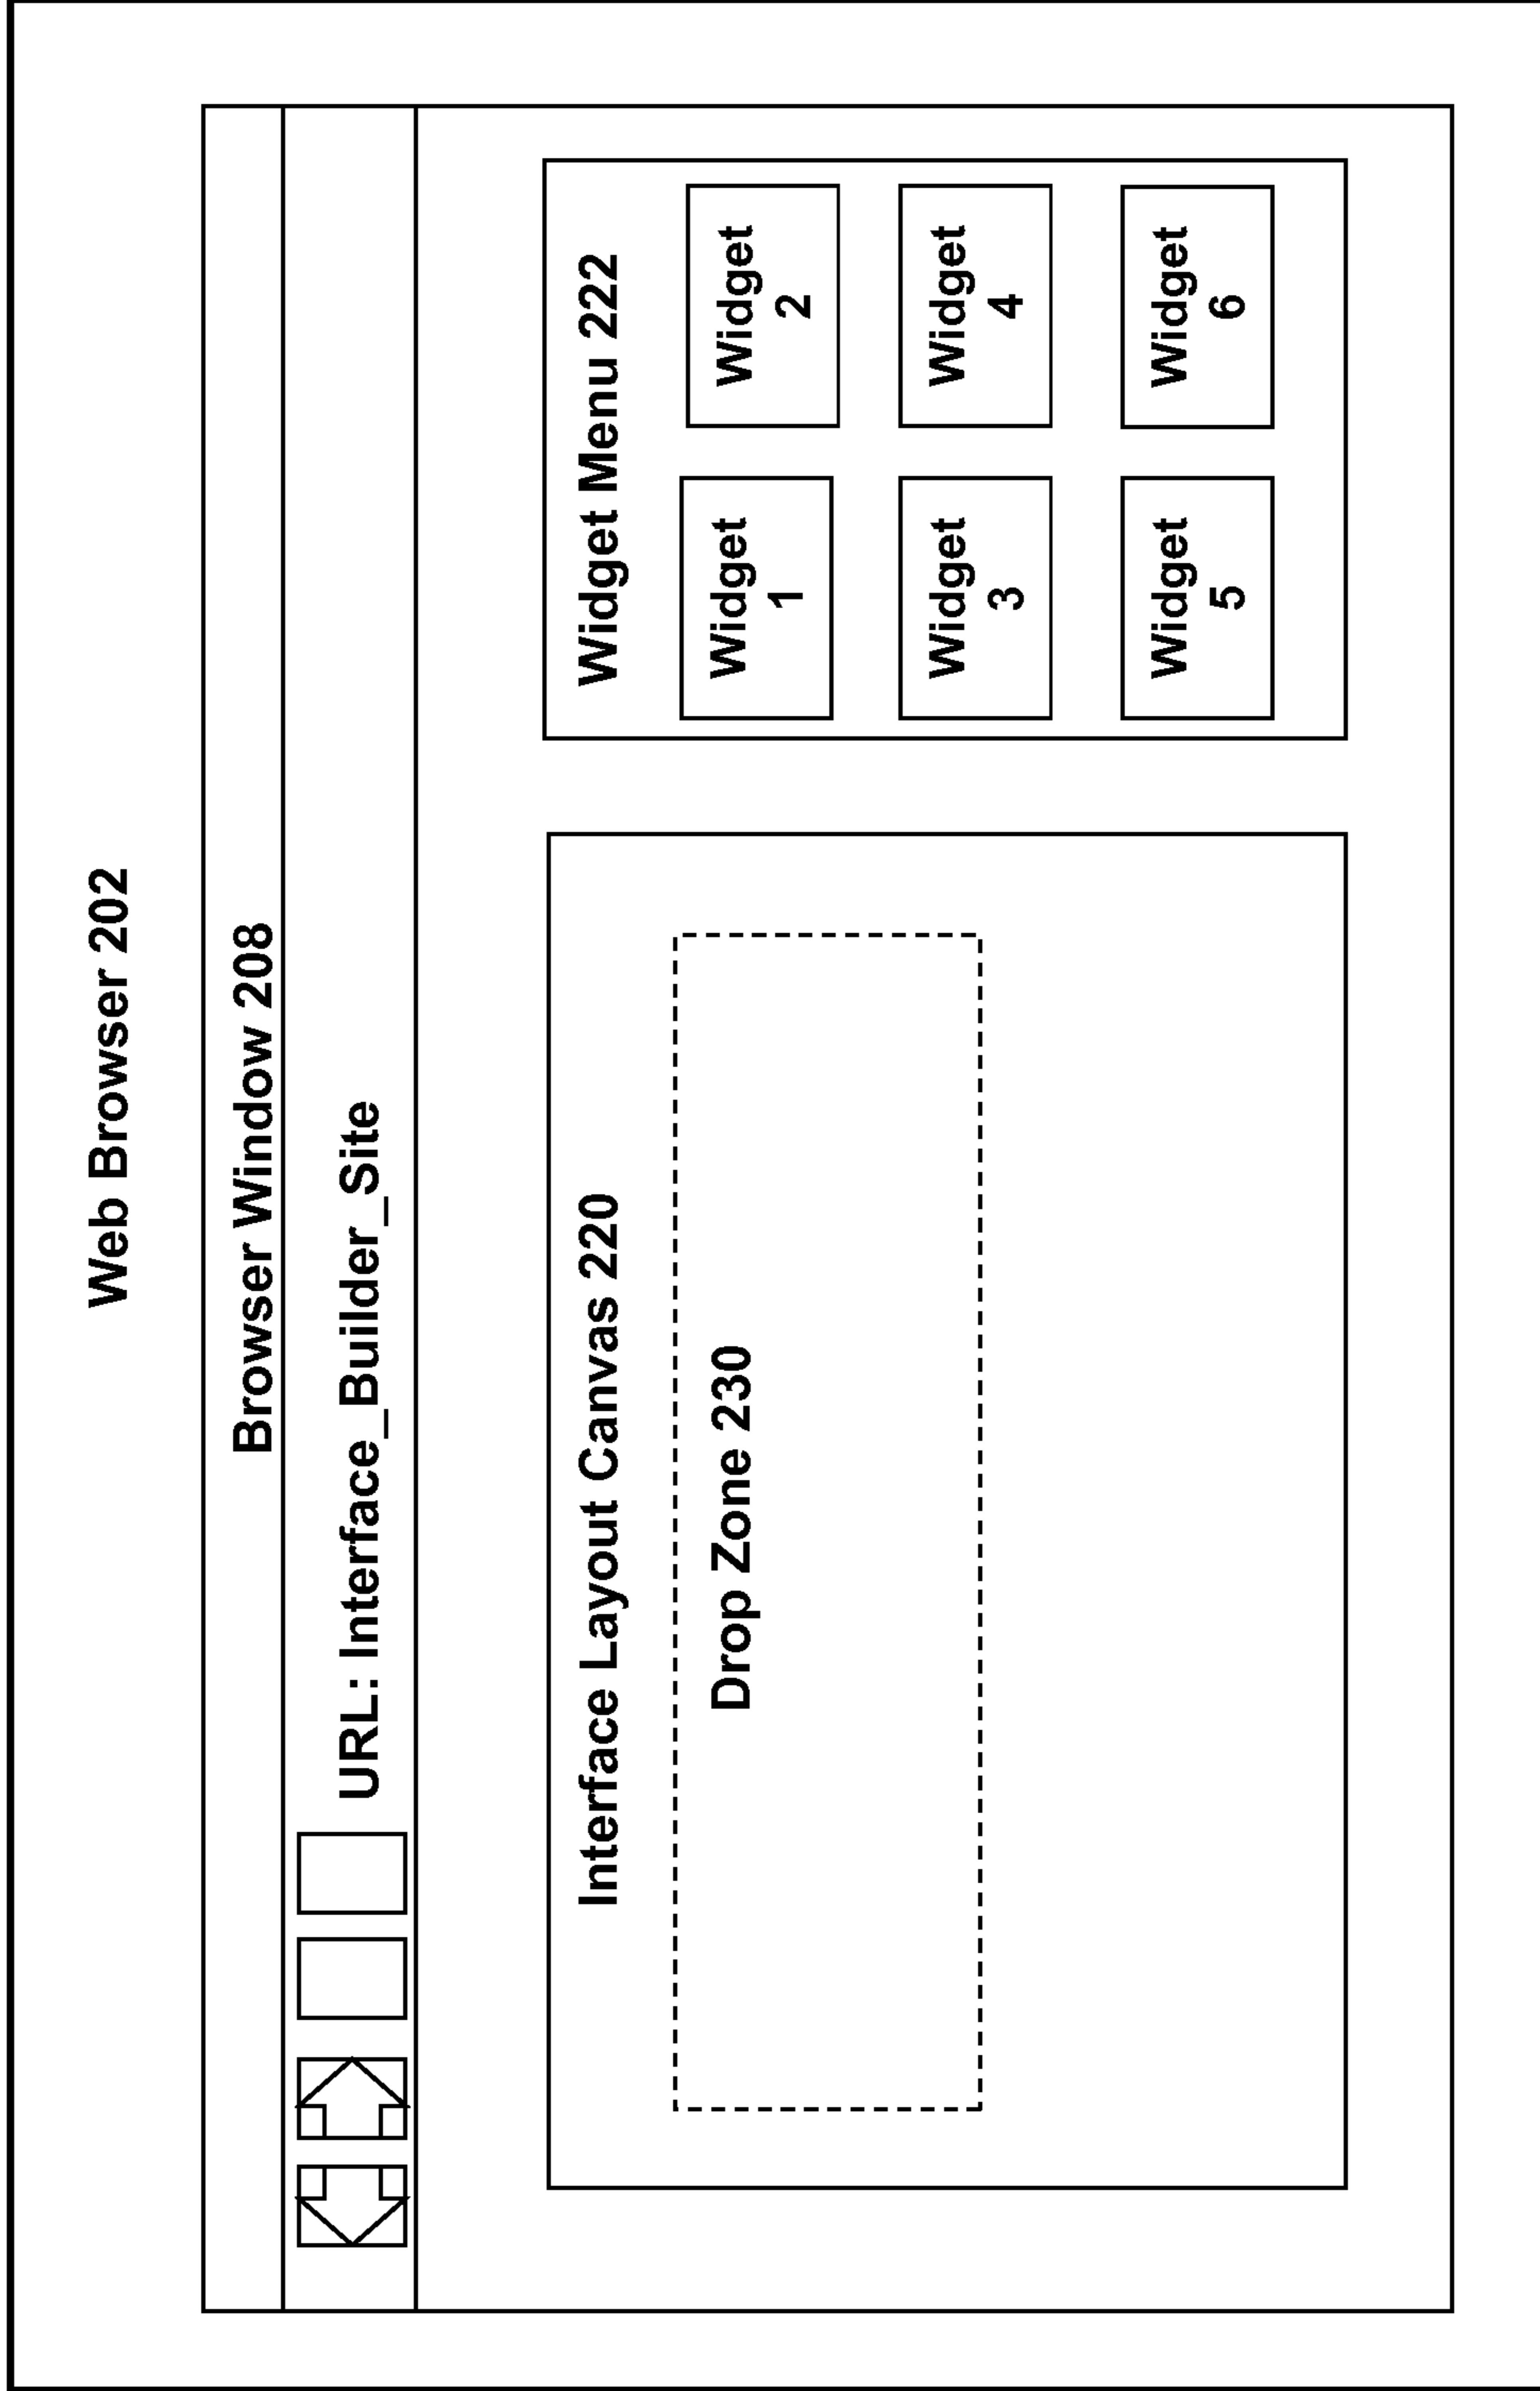 Web Browser 202
Browser Window 208
URL: Interface_Builder_Site
Interface Layout Canvas 220
Drop Zone 230
Widget Menu 222
Widget
1
Widget
2
Widget
3
Widget
4
Widget
5
Widget
6